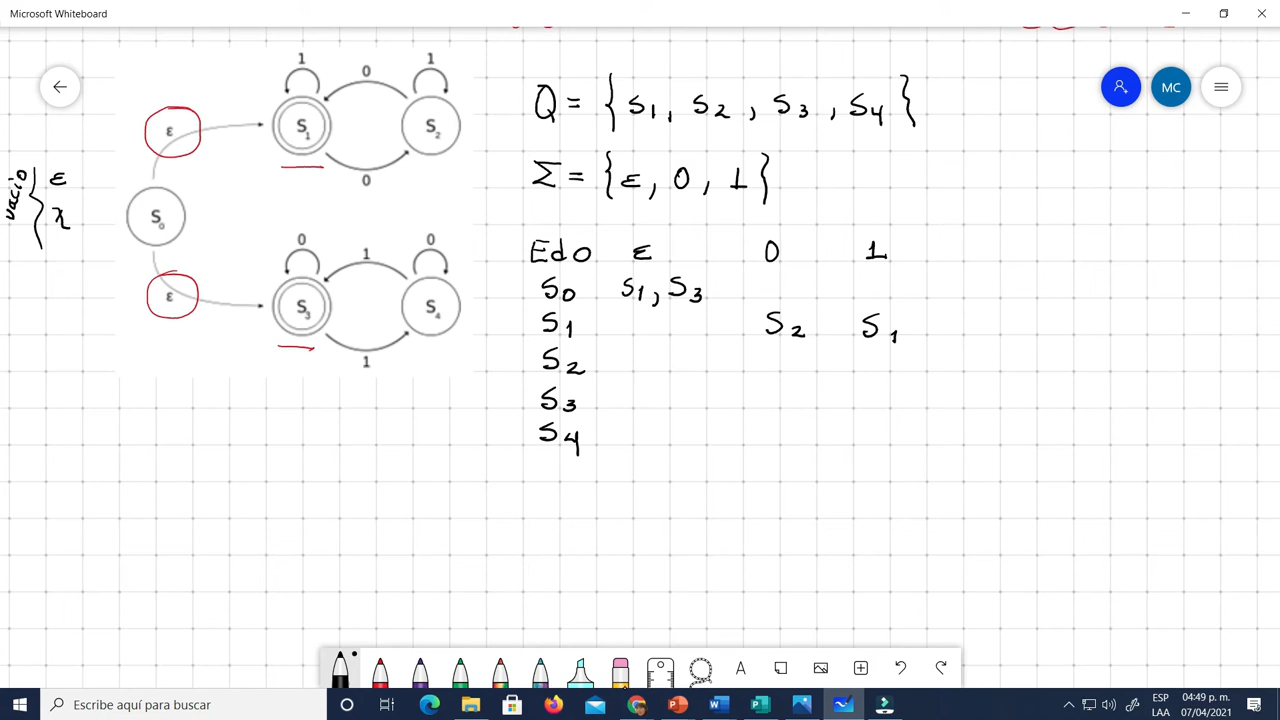 Microsoft Whiteboard
MC
1 0 1
ε S₁ S₂
0
vacío { ε
λ
S₀
0 1 0
ε S₃ S₄
1
Q = { S₁, S₂, S₃, S₄ }
Σ = { ε, 0, 1 }
Edo ε 0 1
S₀ S₁, S₃
S₁ S₂ S₁
S₂
S₃
S₄
Escribe aquí para buscar
ESP 04:49 p. m.
LAA 07/04/2021